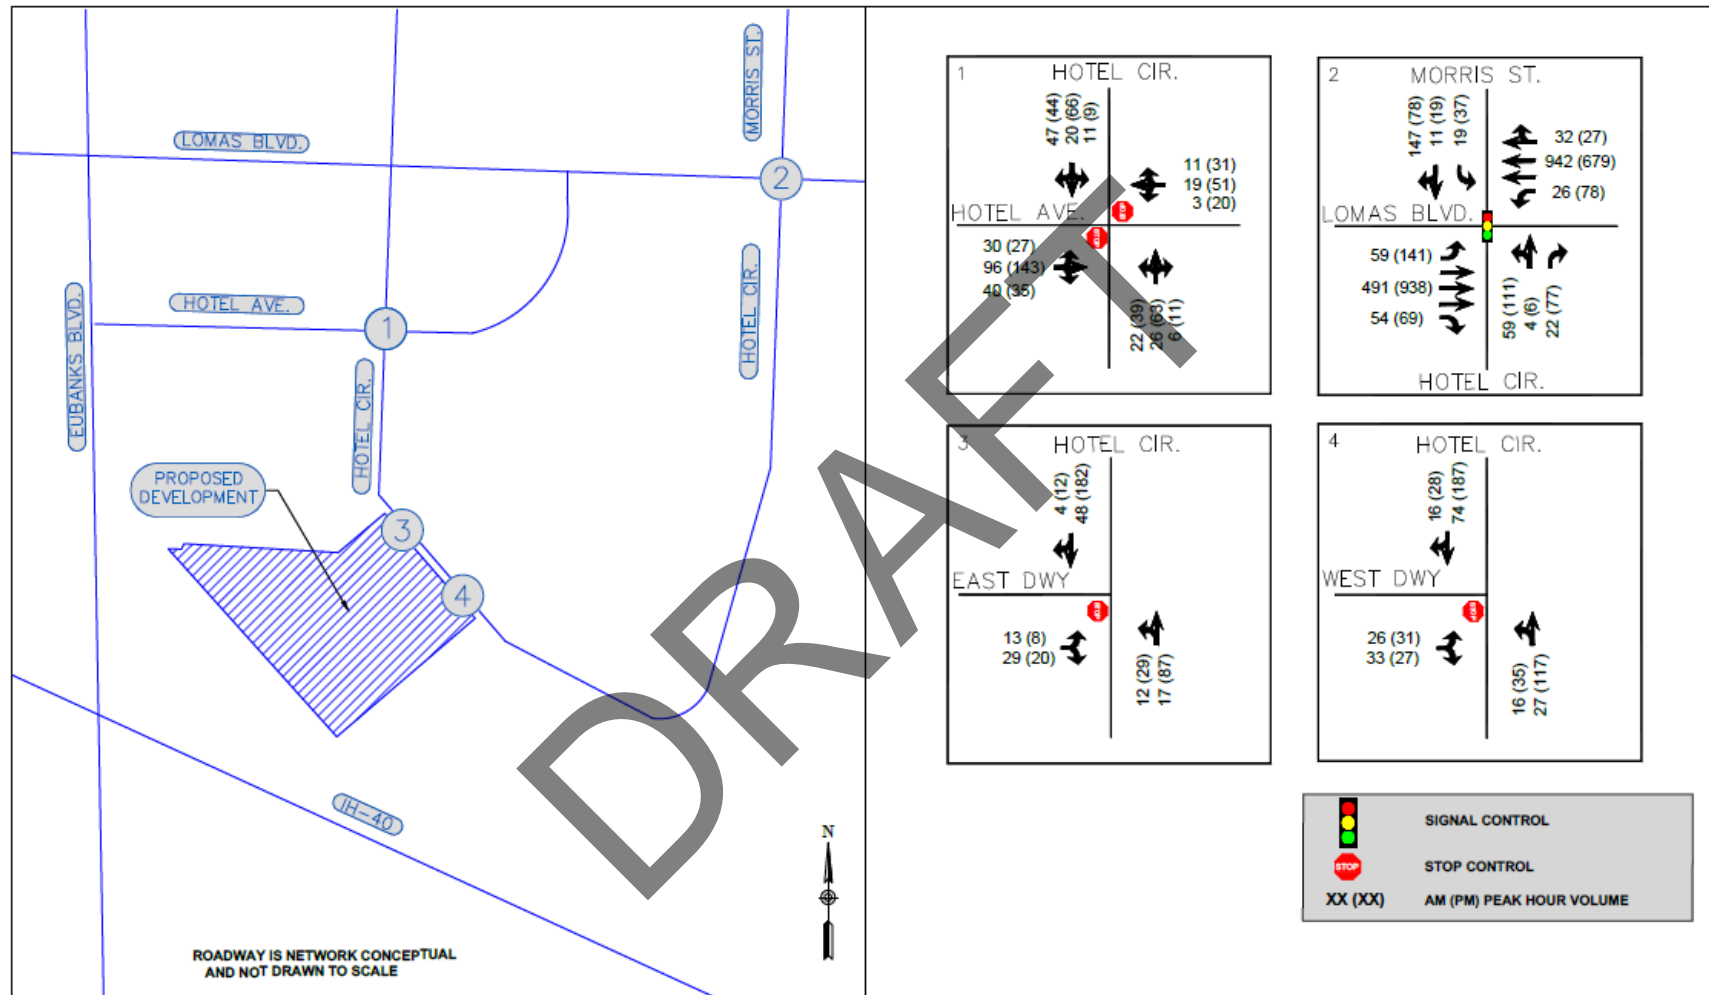 LOMAS BLVD.
MORRIS ST.
2
HOTEL AVE.
1
HOTEL CIR.
HOTEL CIR.
EUBANKS BLVD.
PROPOSED
DEVELOPMENT
3
4
IH-40
N
ROADWAY IS NETWORK CONCEPTUAL
AND NOT DRAWN TO SCALE
DRAFT
1
HOTEL CIR.
47 (44)
20 (66)
11 (9)
11 (31)
19 (51)
3 (20)
HOTEL AVE.
STOP
STOP
30 (27)
96 (143)
40 (35)
22 (39)
26 (63)
6 (11)
2
MORRIS ST.
147 (78)
11 (19)
19 (37)
32 (27)
942 (679)
26 (78)
LOMAS BLVD.
59 (141)
491 (938)
54 (69)
59 (111)
4 (6)
22 (77)
HOTEL CIR.
3
HOTEL CIR.
4 (12)
48 (182)
EAST DWY
STOP
13 (8)
29 (20)
12 (29)
17 (87)
4
HOTEL CIR.
16 (28)
74 (187)
WEST DWY
STOP
26 (31)
33 (27)
16 (35)
27 (117)
SIGNAL CONTROL
STOP
STOP CONTROL
XX (XX) AM (PM) PEAK HOUR VOLUME